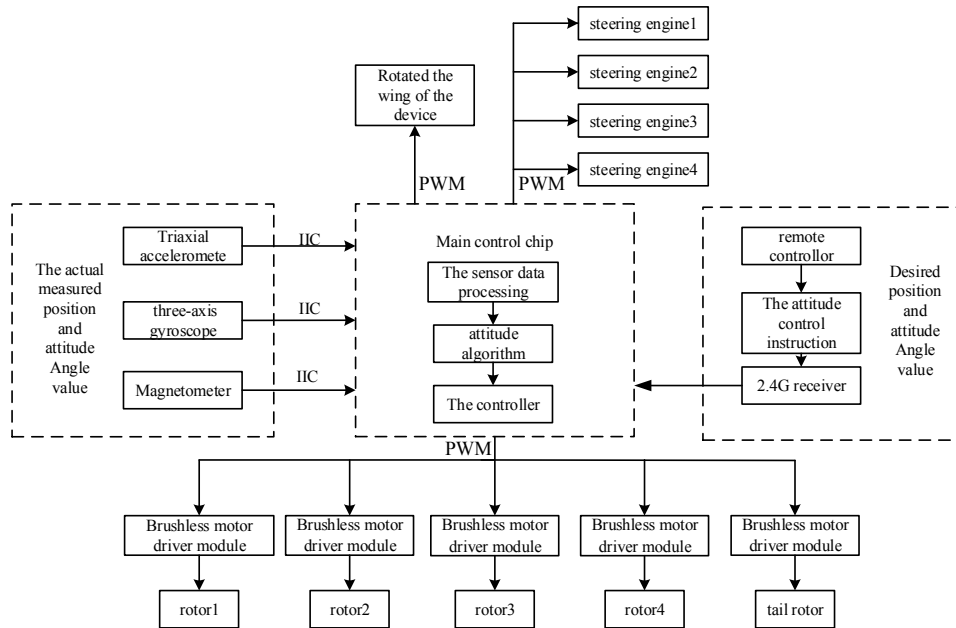 steering engine1
steering engine2
steering engine3
steering engine4
Rotated the
wing of the
device
PWM
PWM
The actual
measured
position
and
attitude
Angle
value
Triaxial
acceleromete
IIC
three-axis
gyroscope
IIC
Magnetometer
IIC
Main control chip
The sensor data
processing
attitude
algorithm
The controller
remote
controllor
The attitude
control
instruction
2.4G receiver
Desired
position
and
attitude
Angle
value
PWM
Brushless motor
driver module
Brushless motor
driver module
Brushless motor
driver module
Brushless motor
driver module
Brushless motor
driver module
rotor1
rotor2
rotor3
rotor4
tail rotor